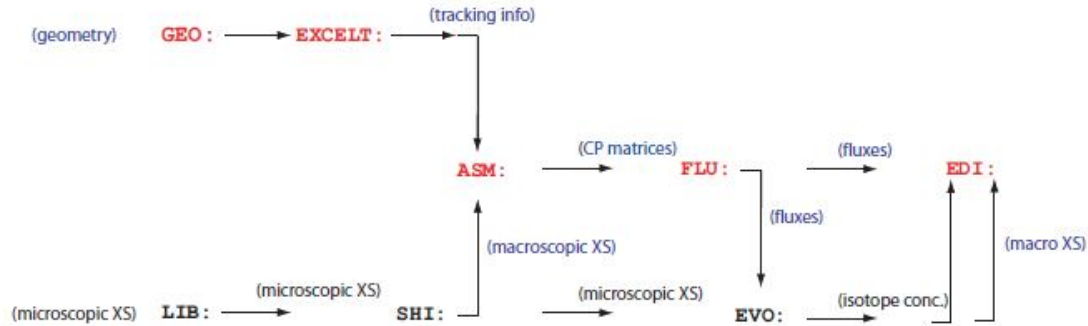 (tracking info)
(geometry) GEO: EXCELT:
ASM: (CP matrices) FLU: (fluxes) EDI:
(fluxes)
(macroscopic XS) (macro XS)
(microscopic XS) LIB: (microscopic XS) SHI: (microscopic XS) EVO: (isotope conc.)